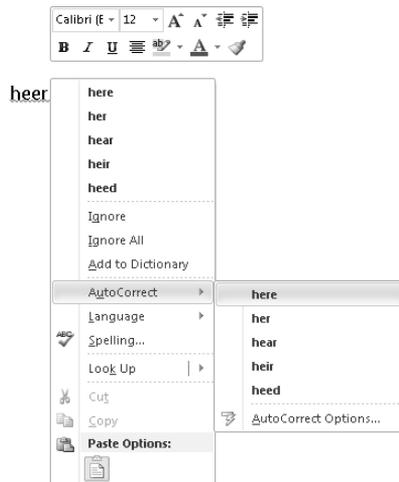 Calibri (E 12 A A
B I U ab A
heer
here
her
hear
heir
heed
Ignore
Ignore All
Add to Dictionary
AutoCorrect
here
Language
her
Spelling...
hear
heir
Look Up
heed
Cut
AutoCorrect Options...
Copy
Paste Options: